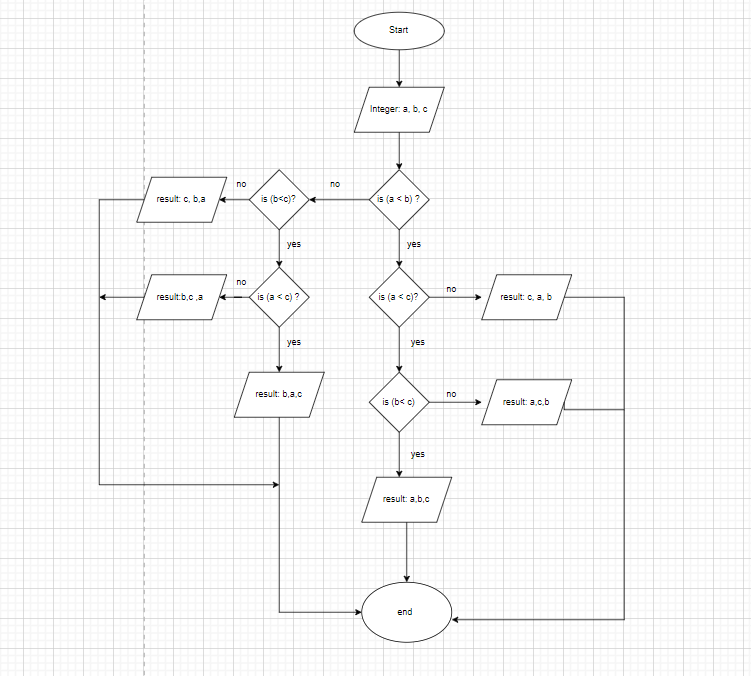 Start
Integer: a, b, c
is (a < b) ?
no
is (b<c)?
no
result: c, b,a
yes
yes
is (a < c) ?
no
result:b,c ,a
is (a < c)?
no
result: c, a, b
yes
yes
result: b,a,c
is (b< c)
no
result: a,c,b
yes
result: a,b,c
end